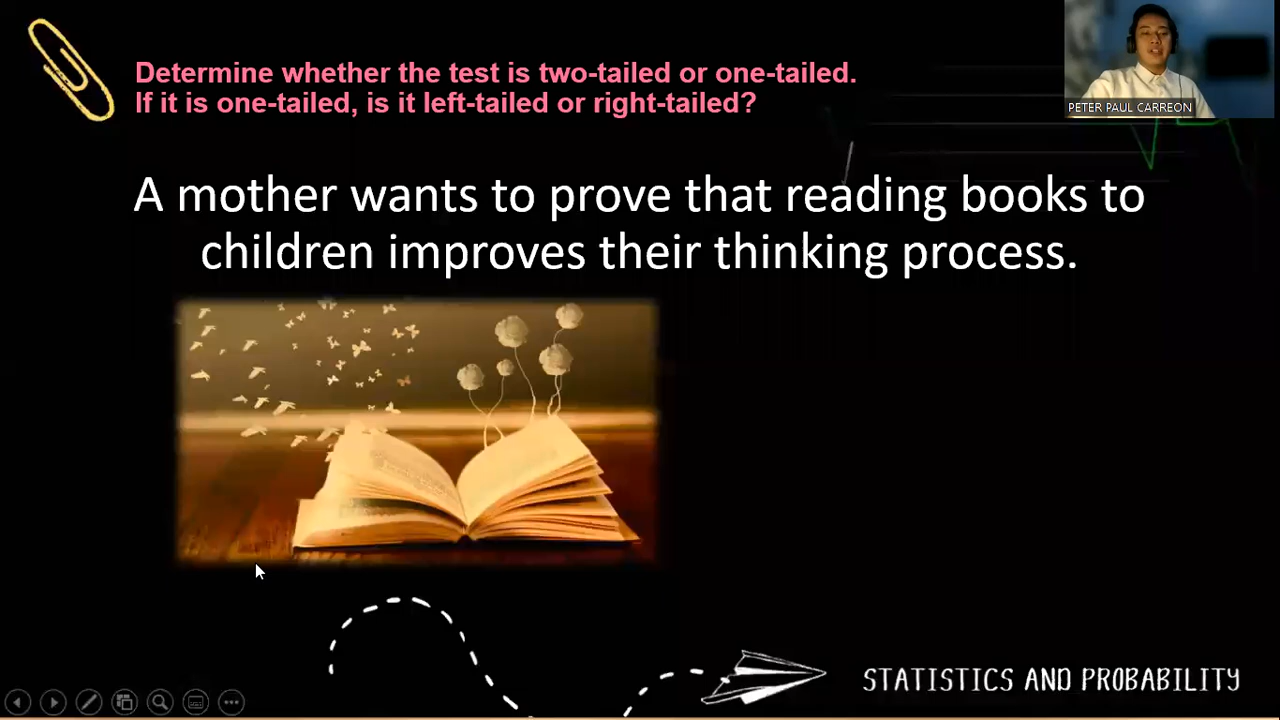 Determine whether the test is two-tailed or one-tailed.
If it is one-tailed, is it left-tailed or right-tailed?
PETER PAUL CARREON
A mother wants to prove that reading books to
children improves their thinking process.
STATISTICS AND PROBABILITY